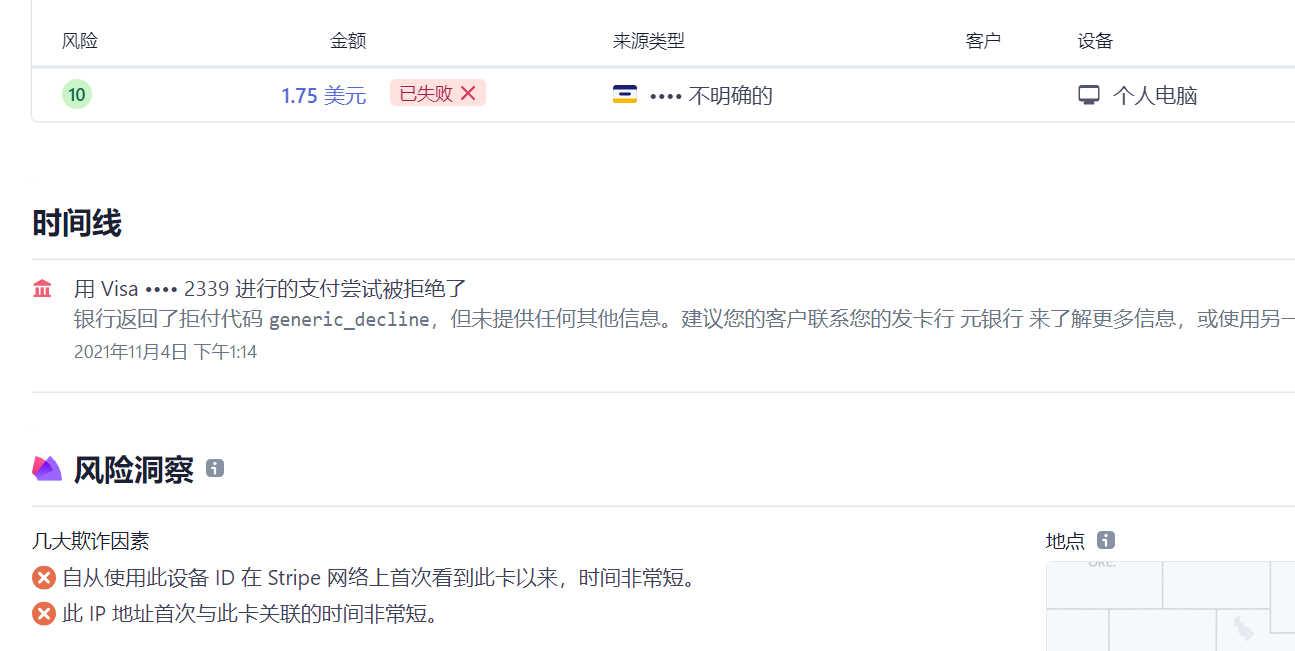 风险 金额 来源类型 客户 设备
10 1.75 美元 已失败 •••• 不明确的 个人电脑
时间线
用 Visa •••• 2339 进行的支付尝试被拒绝了
银行返回了拒付代码 generic_decline，但未提供任何其他信息。建议您的客户联系您的发卡行 元银行 来了解更多信息，或使用另一
2021年11月4日 下午1:14
风险洞察
几大欺诈因素 地点
自从使用此设备 ID 在 Stripe 网络上首次看到此卡以来，时间非常短。
ORE.
此 IP 地址首次与此卡关联的时间非常短。